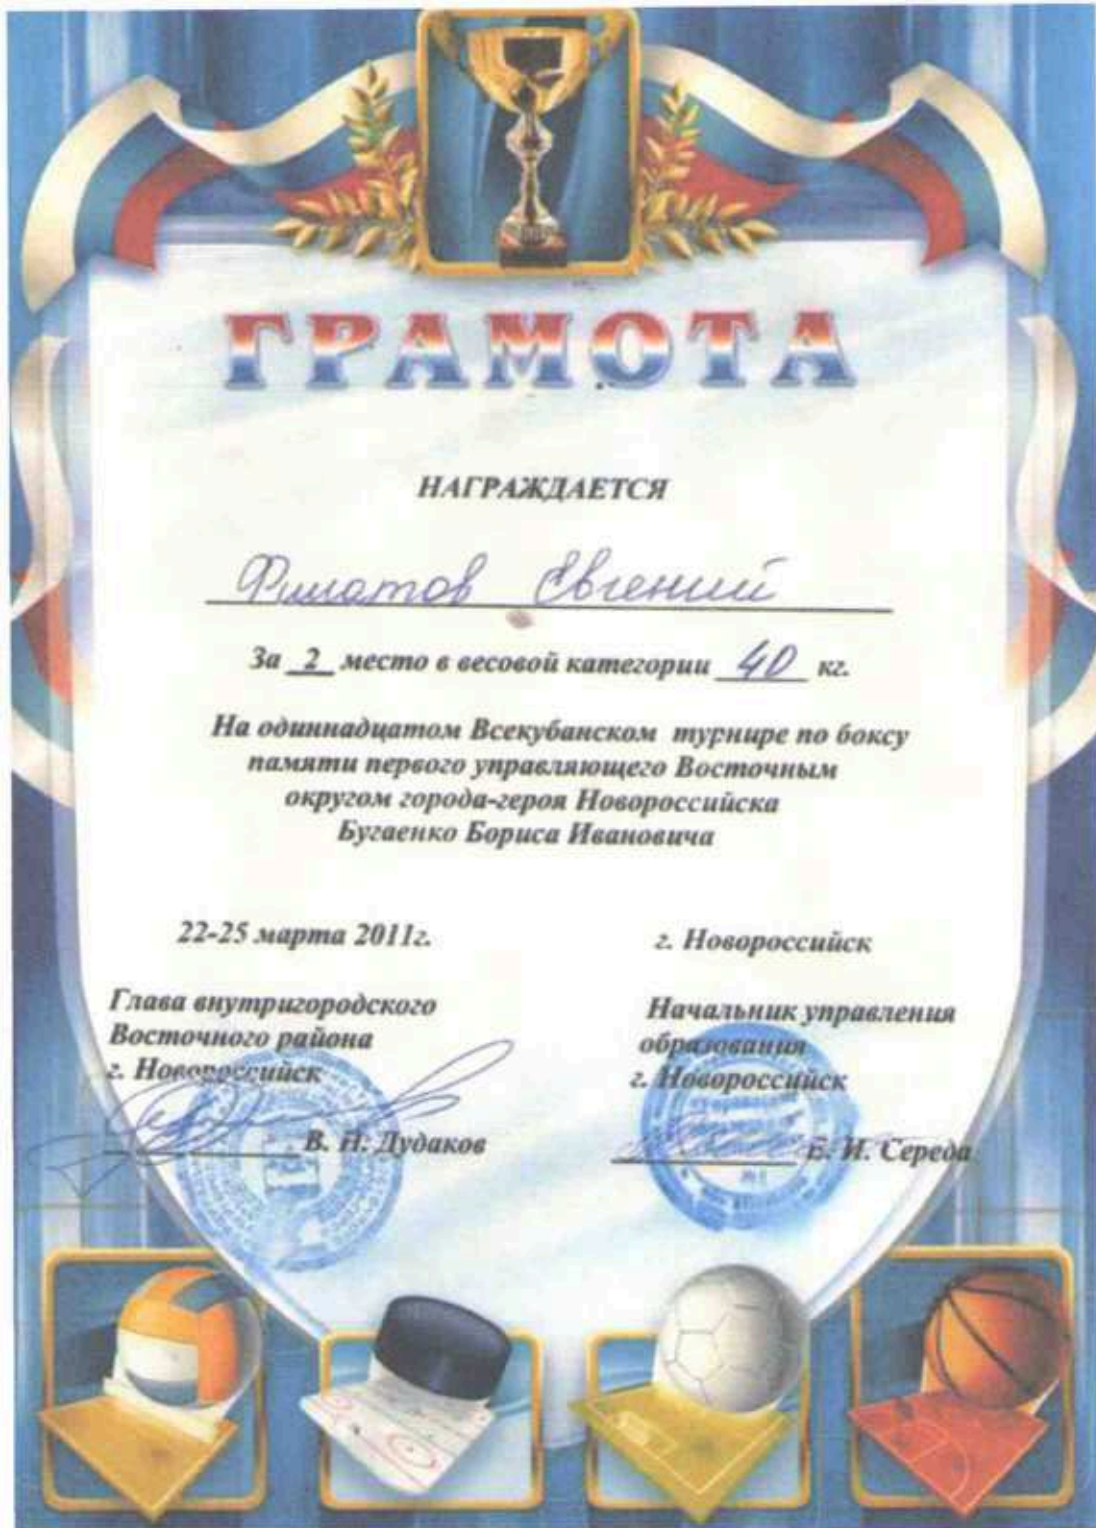 ГРАМОТА
НАГРАЖДАЕТСЯ
Филатов Евгений
За 2 место в весовой категории 40 кг.
На одиннадцатом Всекубанском турнире по боксу
памяти первого управляющего Восточным
округом города-героя Новороссийска
Бугаенко Бориса Ивановича
22-25 марта 2011г.
г. Новороссийск
Глава внутригородского
Восточного района
г. Новороссийск
В. Н. Дудаков
Начальник управления
образования
г. Новороссийск
Е. И. Середа